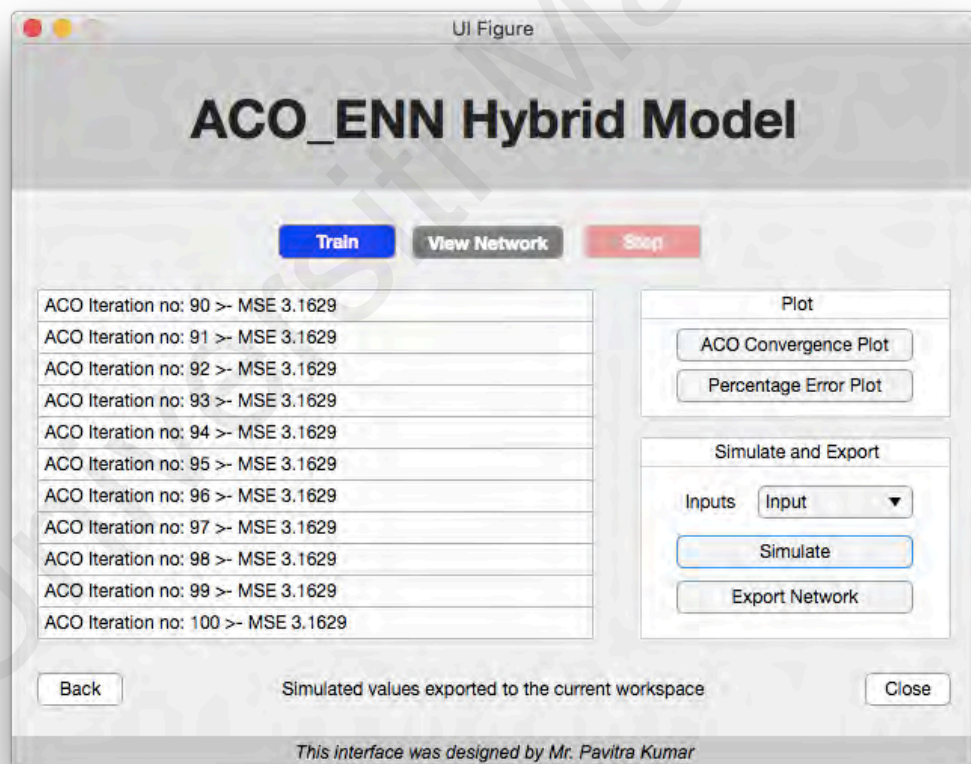 UI Figure
ACO_ENN Hybrid Model
Train
View Network
Stop
ACO Iteration no: 90 >- MSE 3.1629
ACO Iteration no: 91 >- MSE 3.1629
ACO Iteration no: 92 >- MSE 3.1629
ACO Iteration no: 93 >- MSE 3.1629
ACO Iteration no: 94 >- MSE 3.1629
ACO Iteration no: 95 >- MSE 3.1629
ACO Iteration no: 96 >- MSE 3.1629
ACO Iteration no: 97 >- MSE 3.1629
ACO Iteration no: 98 >- MSE 3.1629
ACO Iteration no: 99 >- MSE 3.1629
ACO Iteration no: 100 >- MSE 3.1629
Plot
ACO Convergence Plot
Percentage Error Plot
Simulate and Export
Inputs Input
Simulate
Export Network
Back
Simulated values exported to the current workspace
Close
This interface was designed by Mr. Pavitra Kumar